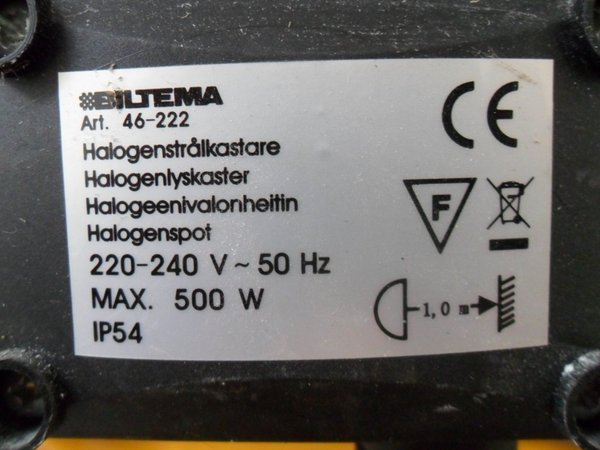 BILTEMA
Art. 46-222
Halogenstrålkastare
Halogenlyskaster
Halogeenivalonheitin
Halogenspot
220-240 V ~ 50 Hz
MAX. 500 W
IP54
CE
F
1,0 m